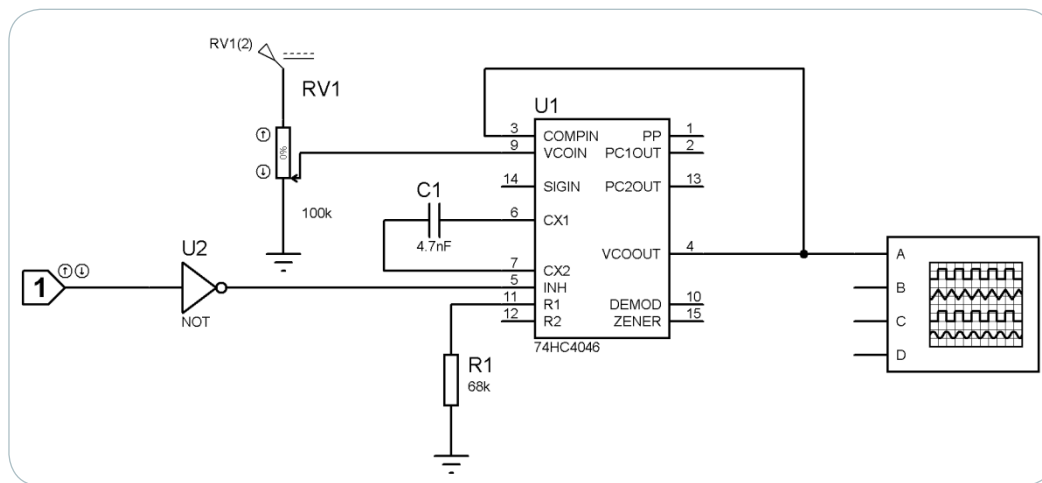 RV1(2)
RV1
0%
100k
U1
3 COMPIN PP 1
9 VCOIN PC1OUT 2
14 SIGIN PC2OUT 13
C1
4.7nF
6 CX1
U2
NOT
1
7 CX2
VCOOUT 4
5 INH
11 R1
12 R2
DEMOD 10
ZENER 15
74HC4046
R1
68k
A
B
C
D